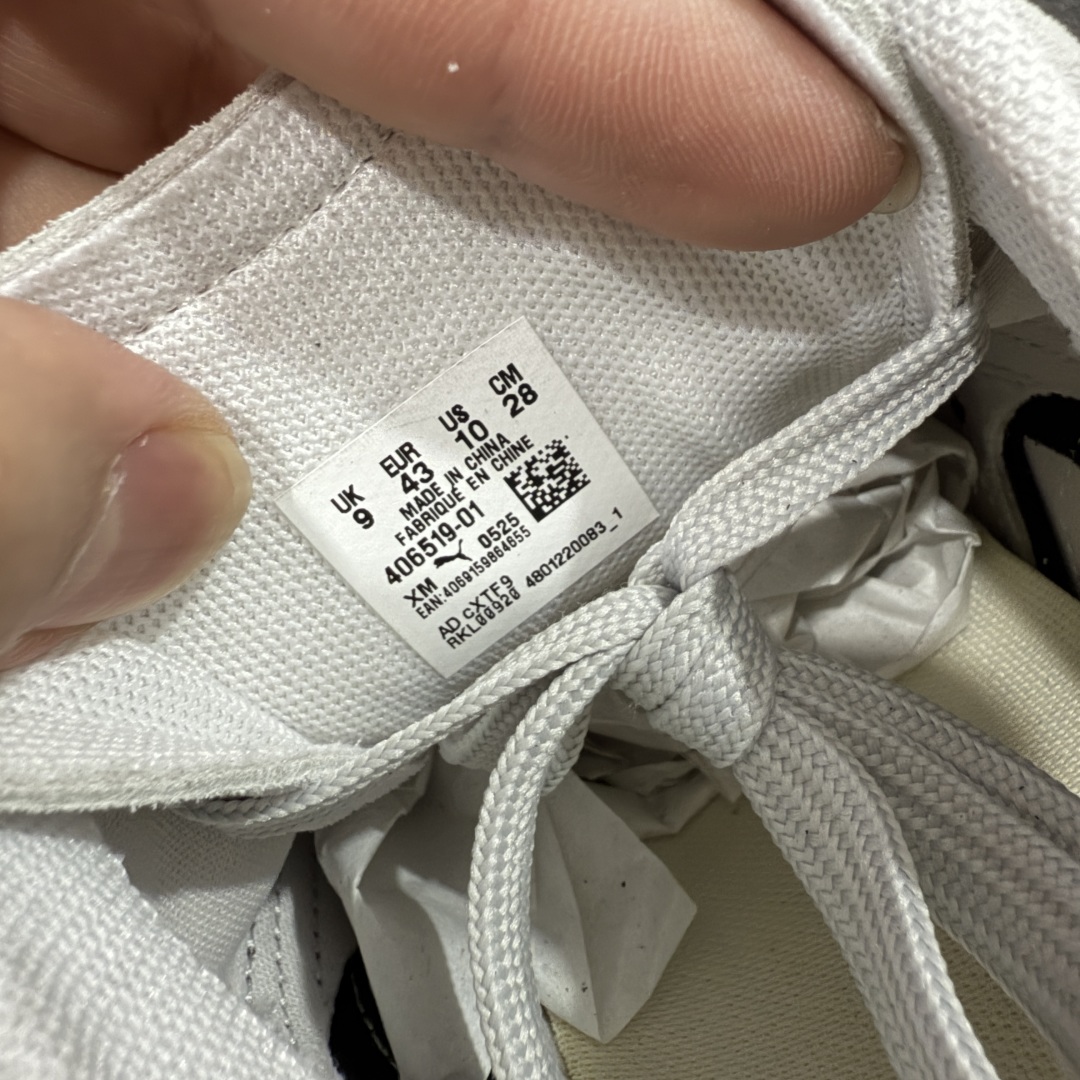 UK EUR US CM
9 43 10 28
MADE IN CHINA
FABRIQUÉ EN CHINE
406519-01
XM 0525
EAN:4069159864655
AD CXTF9
RKL00920 4801220083_1